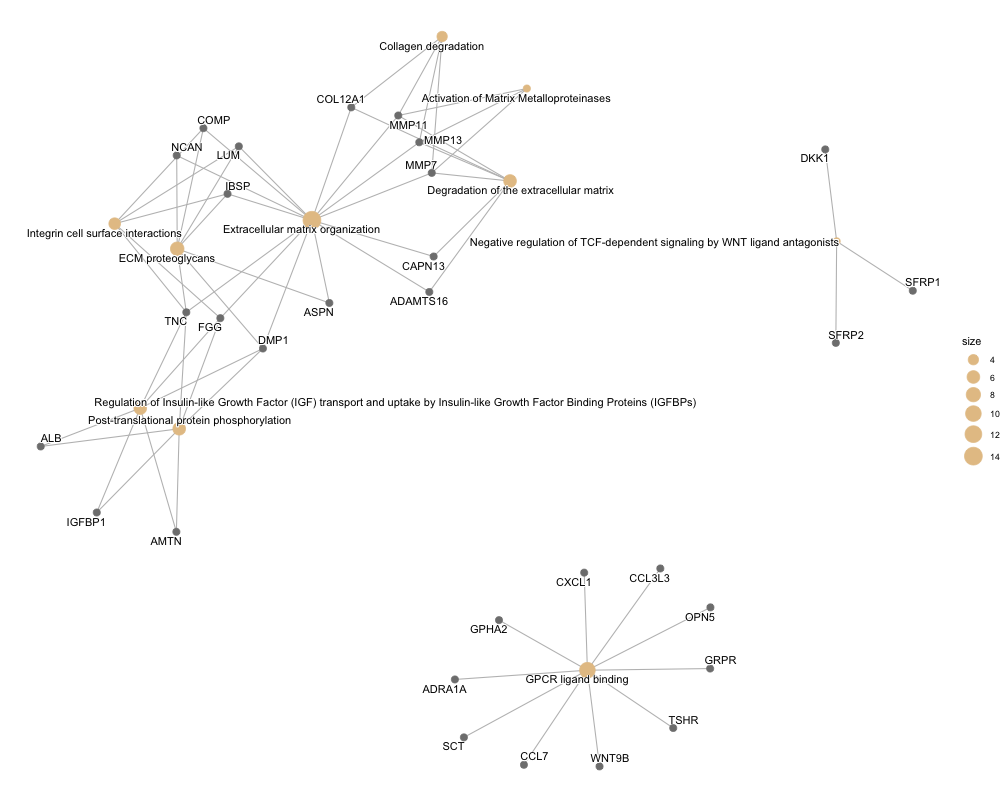 Collagen degradation
Activation of Matrix Metalloproteinases
COL12A1
COMP
MMP11
MMP13
NCAN
LUM
DKK1
MMP7
IBSP
Degradation of the extracellular matrix
Extracellular matrix organization
Integrin cell surface interactions
Negative regulation of TCF-dependent signaling by WNT ligand antagonists
ECM proteoglycans
CAPN13
SFRP1
ADAMTS16
ASPN
TNC
FGG
SFRP2
DMP1
size
4
6
8
10
12
14
Regulation of Insulin-like Growth Factor (IGF) transport and uptake by Insulin-like Growth Factor Binding Proteins (IGFBPs)
Post-translational protein phosphorylation
ALB
IGFBP1
AMTN
CXCL1
CCL3L3
OPN5
GPHA2
GRPR
GPCR ligand binding
ADRA1A
TSHR
SCT
CCL7
WNT9B